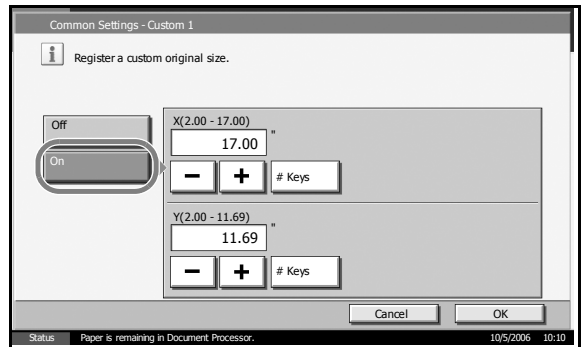 Common Settings - Custom 1
i
Register a custom original size.
Off
On
X(2.00 - 17.00)
17.00 "
− + # Keys
Y(2.00 - 11.69)
11.69 "
− + # Keys
Cancel OK
Status Paper is remaining in Document Processor. 10/5/2006 10:10